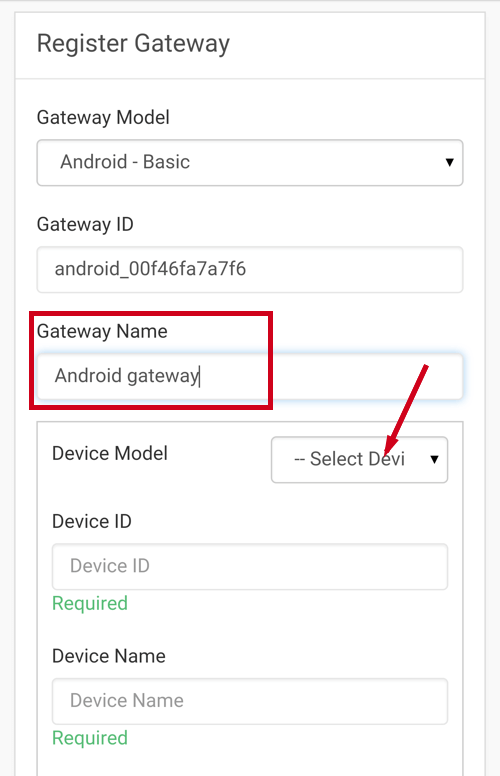 Register Gateway
Gateway Model
Android - Basic
Gateway ID
android_00f46fa7a7f6
Gateway Name
Android gateway
Device Model
-- Select Devi
Device ID
Device ID
Required
Device Name
Device Name
Required